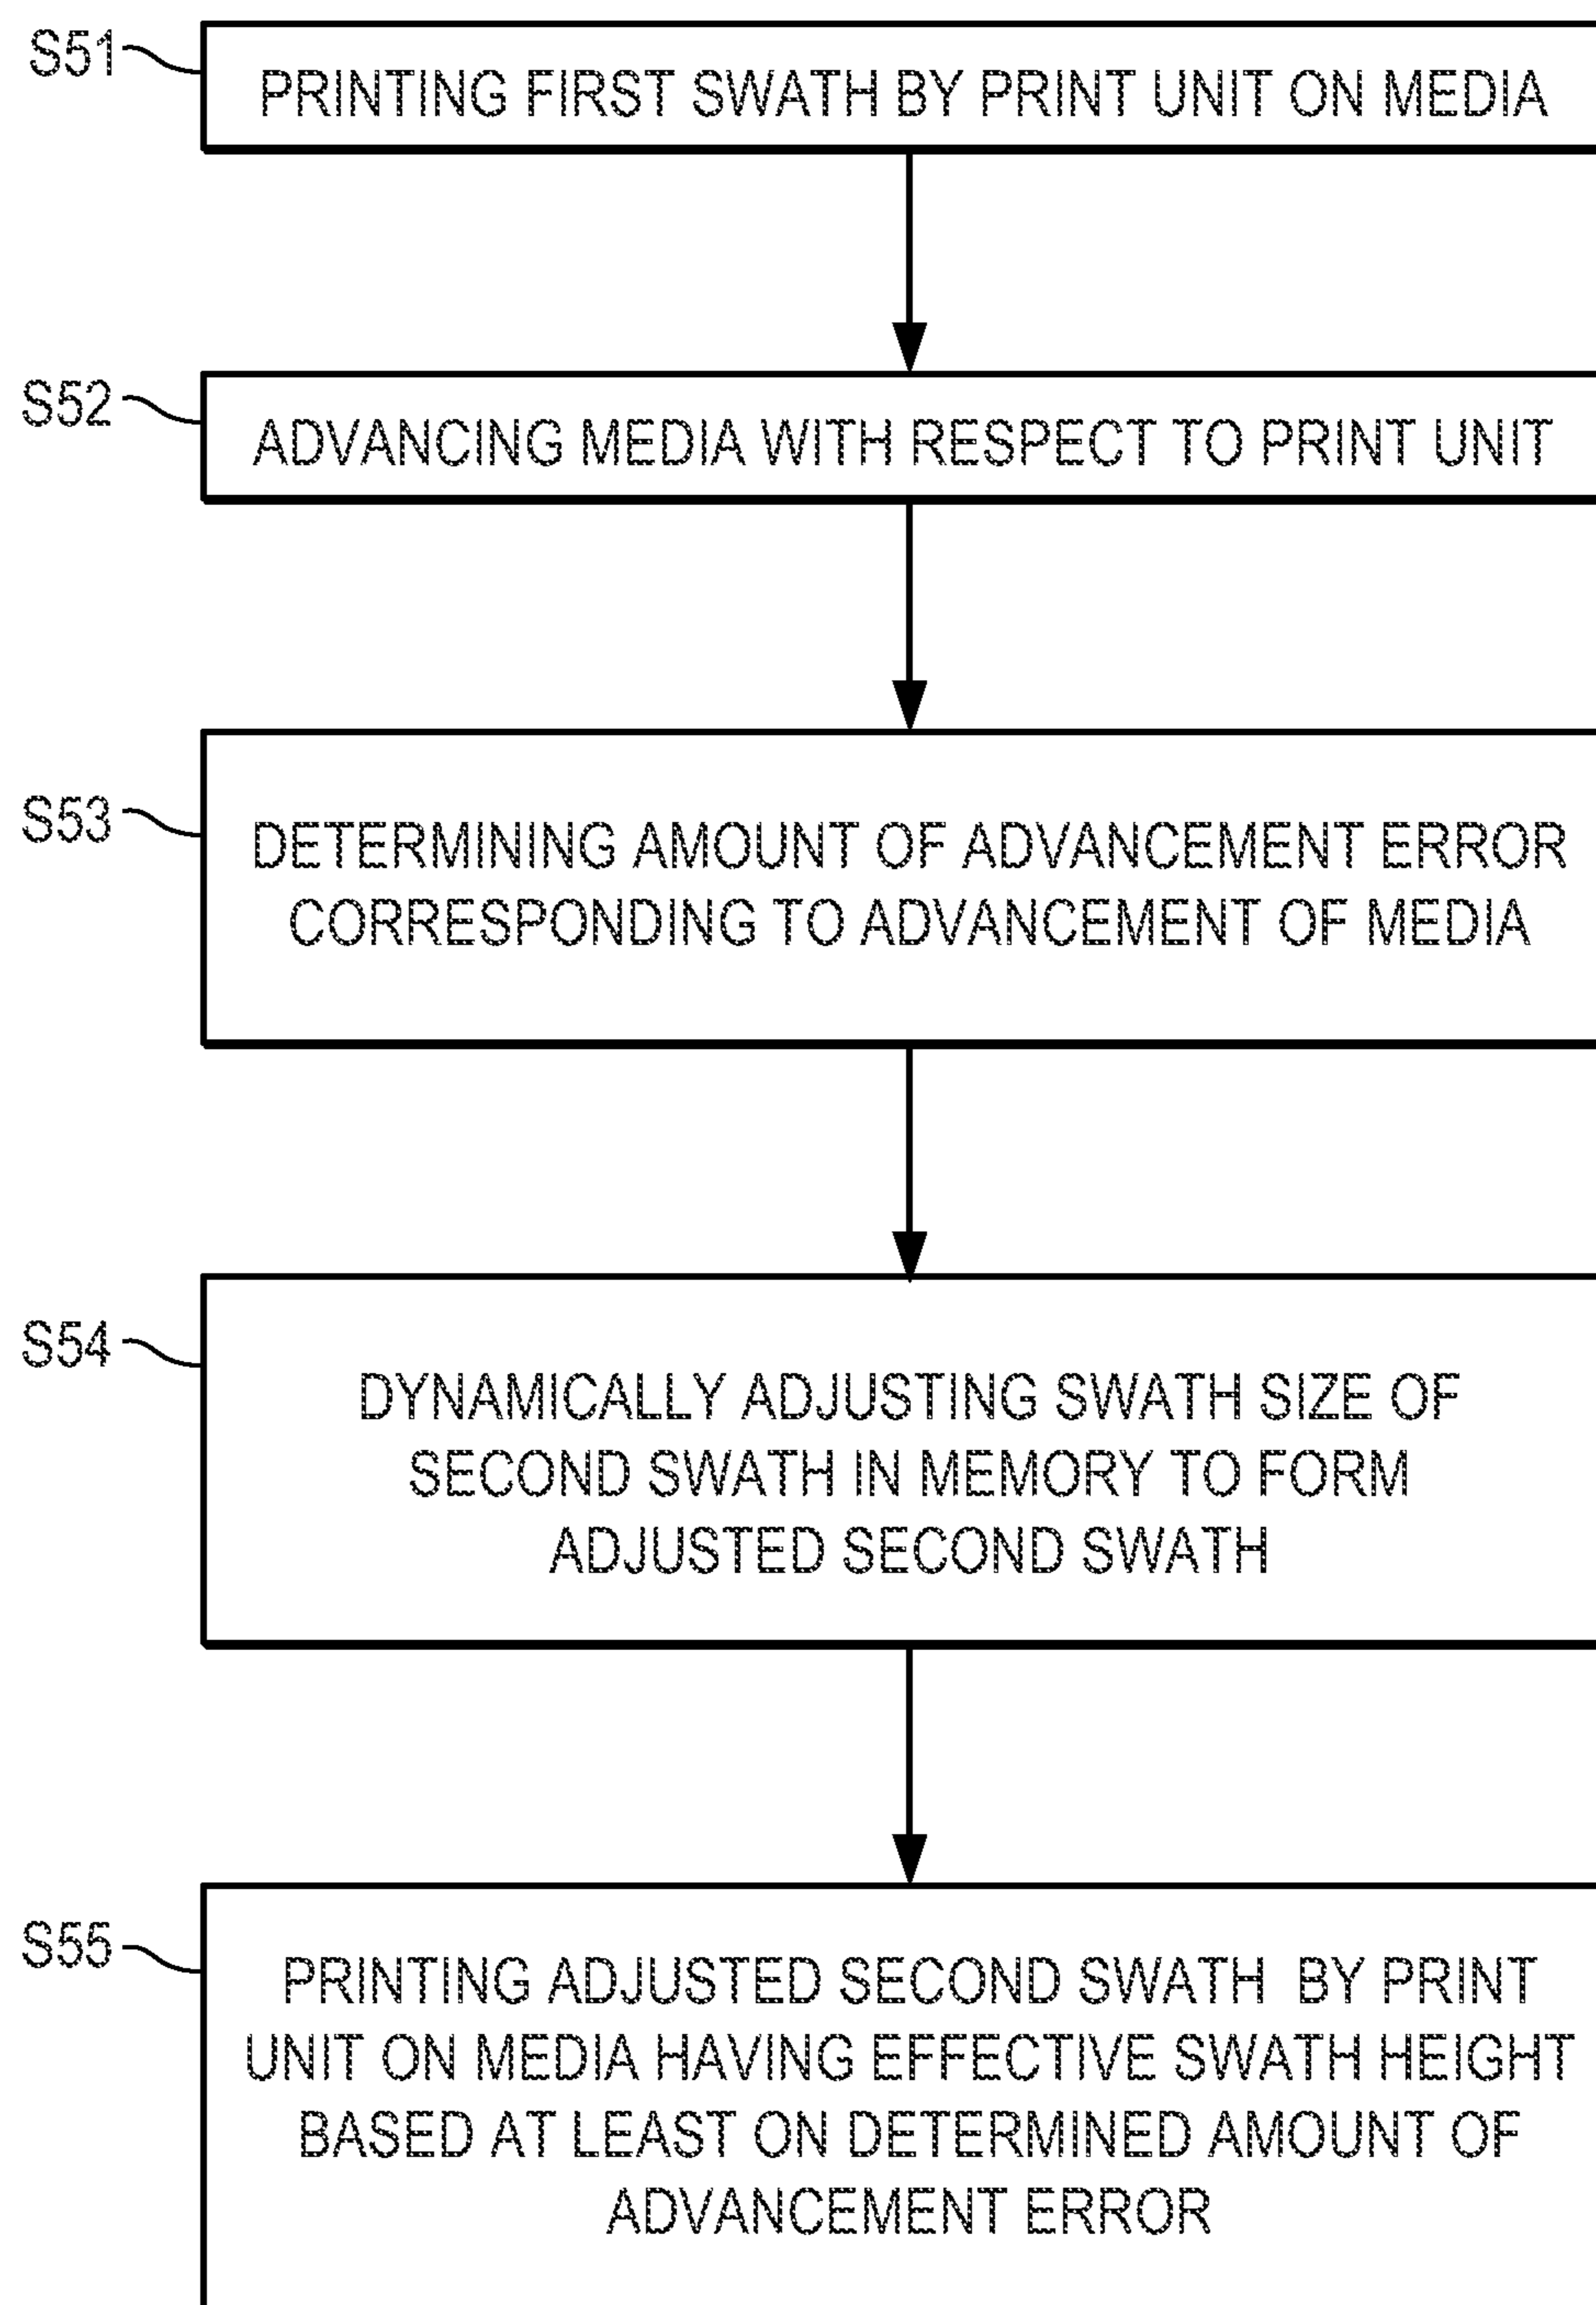 S51
PRINTING FIRST SWATH BY PRINT UNIT ON MEDIA
S52
ADVANCING MEDIA WITH RESPECT TO PRINT UNIT
S53
DETERMINING AMOUNT OF ADVANCEMENT ERROR
CORRESPONDING TO ADVANCEMENT OF MEDIA
S54
DYNAMICALLY ADJUSTING SWATH SIZE OF
SECOND SWATH IN MEMORY TO FORM
ADJUSTED SECOND SWATH
S55
PRINTING ADJUSTED SECOND SWATH BY PRINT
UNIT ON MEDIA HAVING EFFECTIVE SWATH HEIGHT
BASED AT LEAST ON DETERMINED AMOUNT OF
ADVANCEMENT ERROR